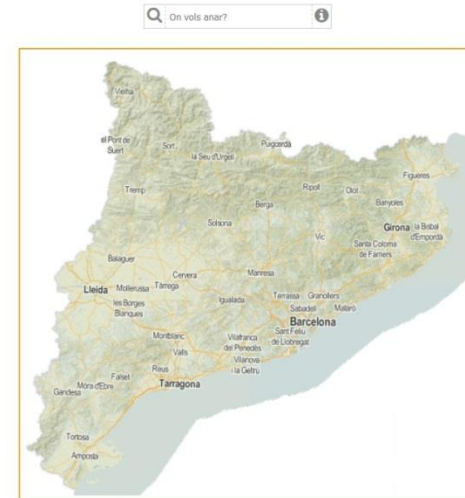 On vols anar?
Vielha
el Pont de
Suert
Sort
la Seu d'Urgell
Puigcerdà
Figueres
Tremp
Berga
Ripoll
Olot
Banyoles
Solsona
Vic
Girona
la Bisbal
d'Empordà
Santa Coloma
de Farners
Balaguer
Cervera
Manresa
Lleida
Mollerussa
Tàrrega
les Borges
Blanques
Igualada
Terrassa
Granollers
Sabadell
Mataró
Barcelona
Sant Feliu
de Llobregat
Montblanc
Vilafranca
del Penedès
Valls
Vilanova
i la Geltrú
Reus
Falset
Móra d'Ebre
Gandesa
Tarragona
Tortosa
Amposta